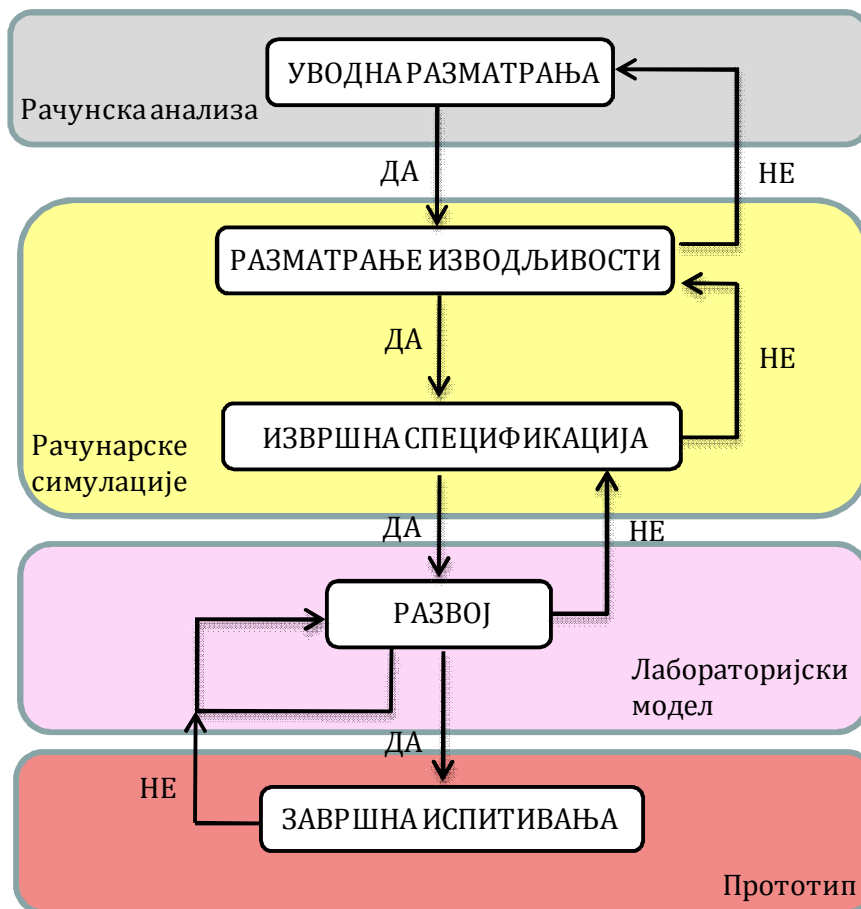 УВОДНА РАЗМАТРАЊА
Рачунска анализа
ДА
НЕ
РАЗМАТРАЊЕ ИЗВОДЉИВОСТИ
ДА
НЕ
ИЗВРШНА СПЕЦИФИКАЦИЈА
Рачунарске
симулације
ДА
НЕ
РАЗВОЈ
Лабораторијски
модел
ДА
НЕ
ЗАВРШНА ИСПИТИВАЊА
Прототип